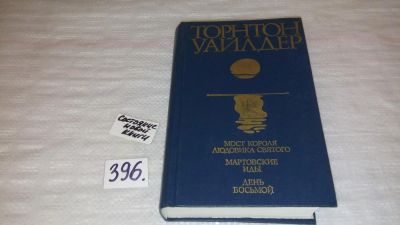 ТОРНТОН
УАЙЛДЕР
МОСТ КОРОЛЯ
ЛЮДОВИКА СВЯТОГО
МАРТОВСКИЕ
ИДЫ
ДЕНЬ
ВОСЬМОЙ
Состояние
новой
книги
396.